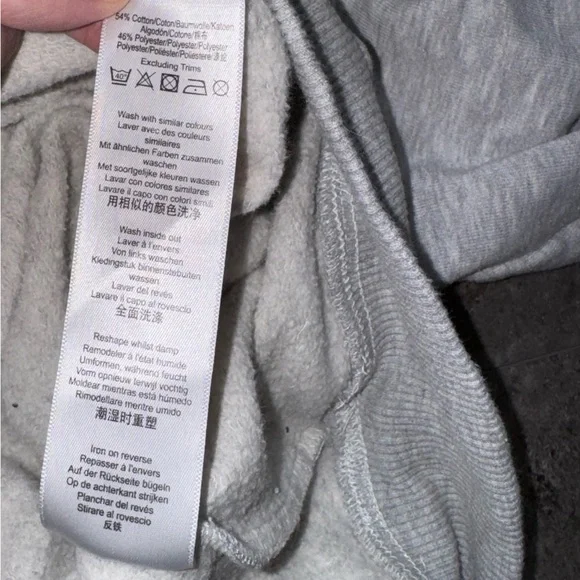 54% Cotton/Coton/Baumwolle/Katoen
Algodón/Cotone/棉布
46% Polyester/Polyester/Polyester
Polyester/Poliéster/Poliestere/涤纶
Excluding Trims
40°
Wash with similar colours
Laver avec des couleurs
similaires
Mit ähnlichen Farben zusammen
waschen
Met soortgelijke kleuren wassen
Lavar con colores similares
Lavare il capo con colori simili
用相似的颜色洗净
Wash inside out
Laver à l'envers
Von links waschen
Kledingstuk binnenstebuiten
wassen
Lavar del revés
Lavare il capo al rovescio
全面洗涤
Reshape whilst damp
Remodeler à l'état humide
Umformen, während feucht
Vorm opnieuw terwijl vochtig
Moldear mientras está húmedo
Rimodellare mentre umido
潮湿时重塑
Iron on reverse
Repasser à l'envers
Auf der Rückseite bügeln
Op de achterkant strijken
Planchar del revés
Stirare al rovescio
反铁